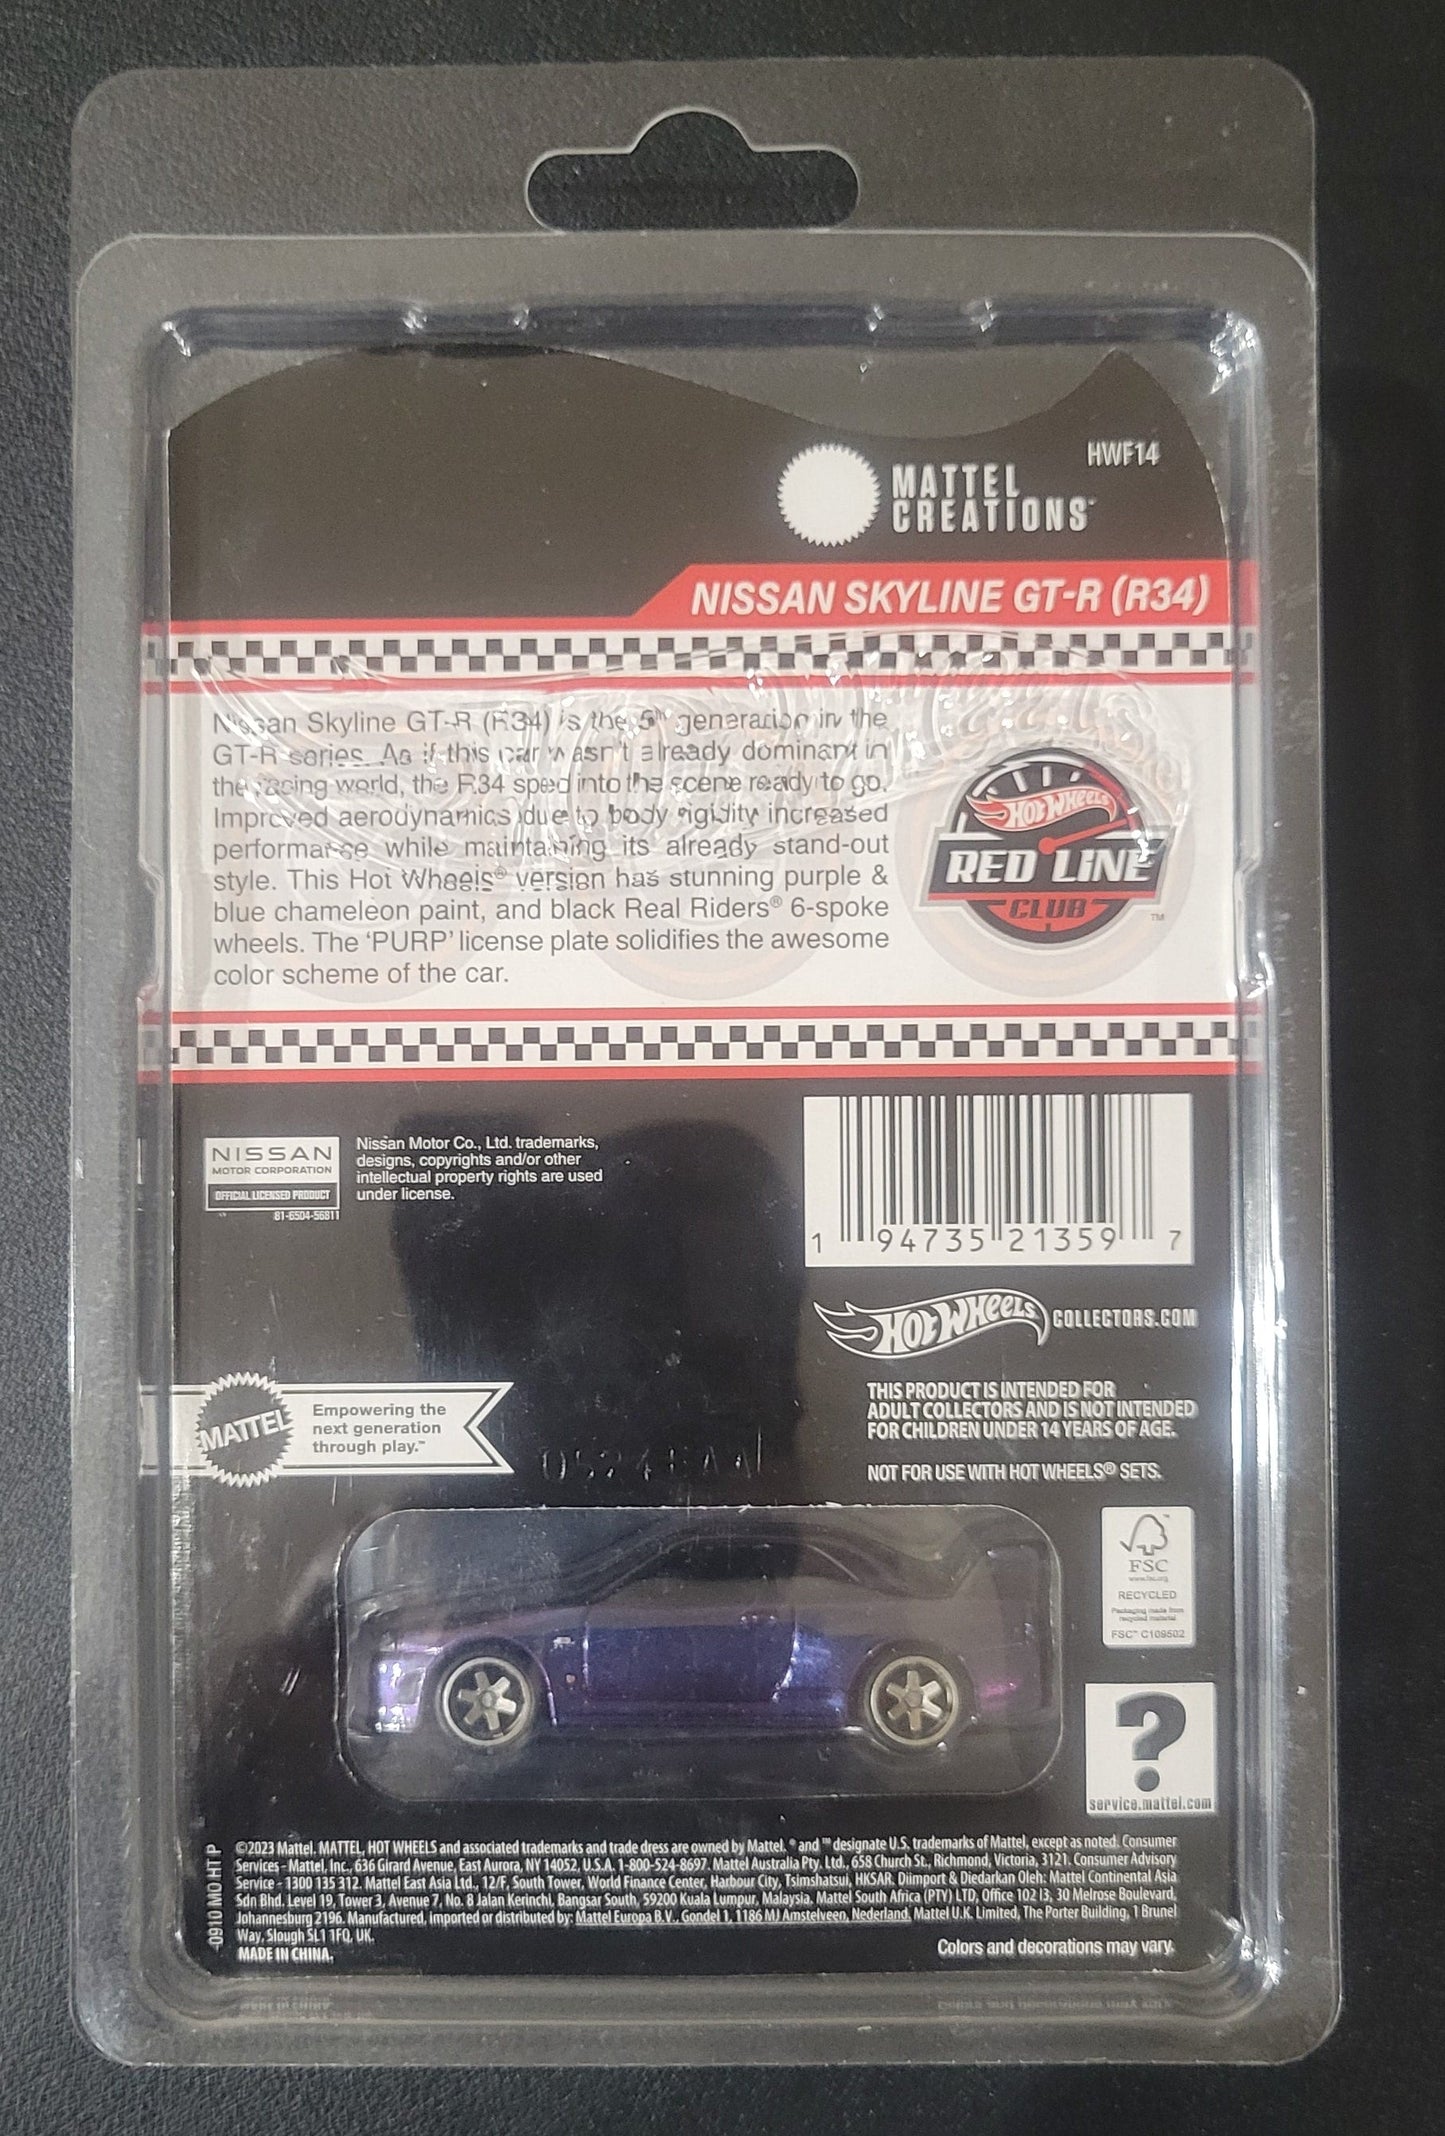 HWF14
MATTEL
CREATIONS™
NISSAN SKYLINE GT-R (R34)
Nissan Skyline GT-R (R34) is the 5th generation in the
GT-R series. As if this car wasn't already dominant in
the racing world, the R34 sped into the scene ready to go.
Improved aerodynamics due to body rigidity increased
performance while maintaining its already stand-out
style. This Hot Wheels® version has stunning purple &
blue chameleon paint, and black Real Riders® 6-spoke
wheels. The 'PURP' license plate solidifies the awesome
color scheme of the car.
HOT WHEELS
RED LINE
CLUB™
NISSAN
MOTOR CORPORATION
OFFICIAL LICENSED PRODUCT
81-6504-56811
Nissan Motor Co., Ltd. trademarks,
designs, copyrights and/or other
intellectual property rights are used
under license.
1 94735 21359 7
HOT WHEELS COLLECTORS.COM
THIS PRODUCT IS INTENDED FOR
ADULT COLLECTORS AND IS NOT INTENDED
FOR CHILDREN UNDER 14 YEARS OF AGE.
NOT FOR USE WITH HOT WHEELS® SETS.
MATTEL
Empowering the
next generation
through play.™
FSC
www.fsc.org
RECYCLED
Packaging made from
recycled material
FSC™ C109502
?
service.mattel.com
-0910 MO HT P
©2023 Mattel. MATTEL, HOT WHEELS and associated trademarks and trade dress are owned by Mattel. ® and ™ designate U.S. trademarks of Mattel, except as noted. Consumer
Services - Mattel, Inc., 636 Girard Avenue, East Aurora, NY 14052, U.S.A. 1-800-524-8697. Mattel Australia Pty. Ltd., 658 Church St., Richmond, Victoria, 3121. Consumer Advisory
Service - 1300 135 312. Mattel East Asia Ltd., 12/F, South Tower, World Finance Center, Harbour City, Tsimshatsui, HKSAR. Diimport & Diedarkan Oleh: Mattel Continental Asia
Sdn Bhd. Level 19, Tower 3, Avenue 7, No. 8 Jalan Kerinchi, Bangsar South, 59200 Kuala Lumpur, Malaysia. Mattel South Africa (PTY) LTD, Office 102 I3, 30 Melrose Boulevard,
Johannesburg 2196. Manufactured, imported or distributed by: Mattel Europa B.V., Gondel 1, 1186 MJ Amstelveen, Nederland. Mattel U.K. Limited, The Porter Building, 1 Brunel
Way, Slough SL1 1FQ, UK.
MADE IN CHINA.
Colors and decorations may vary.